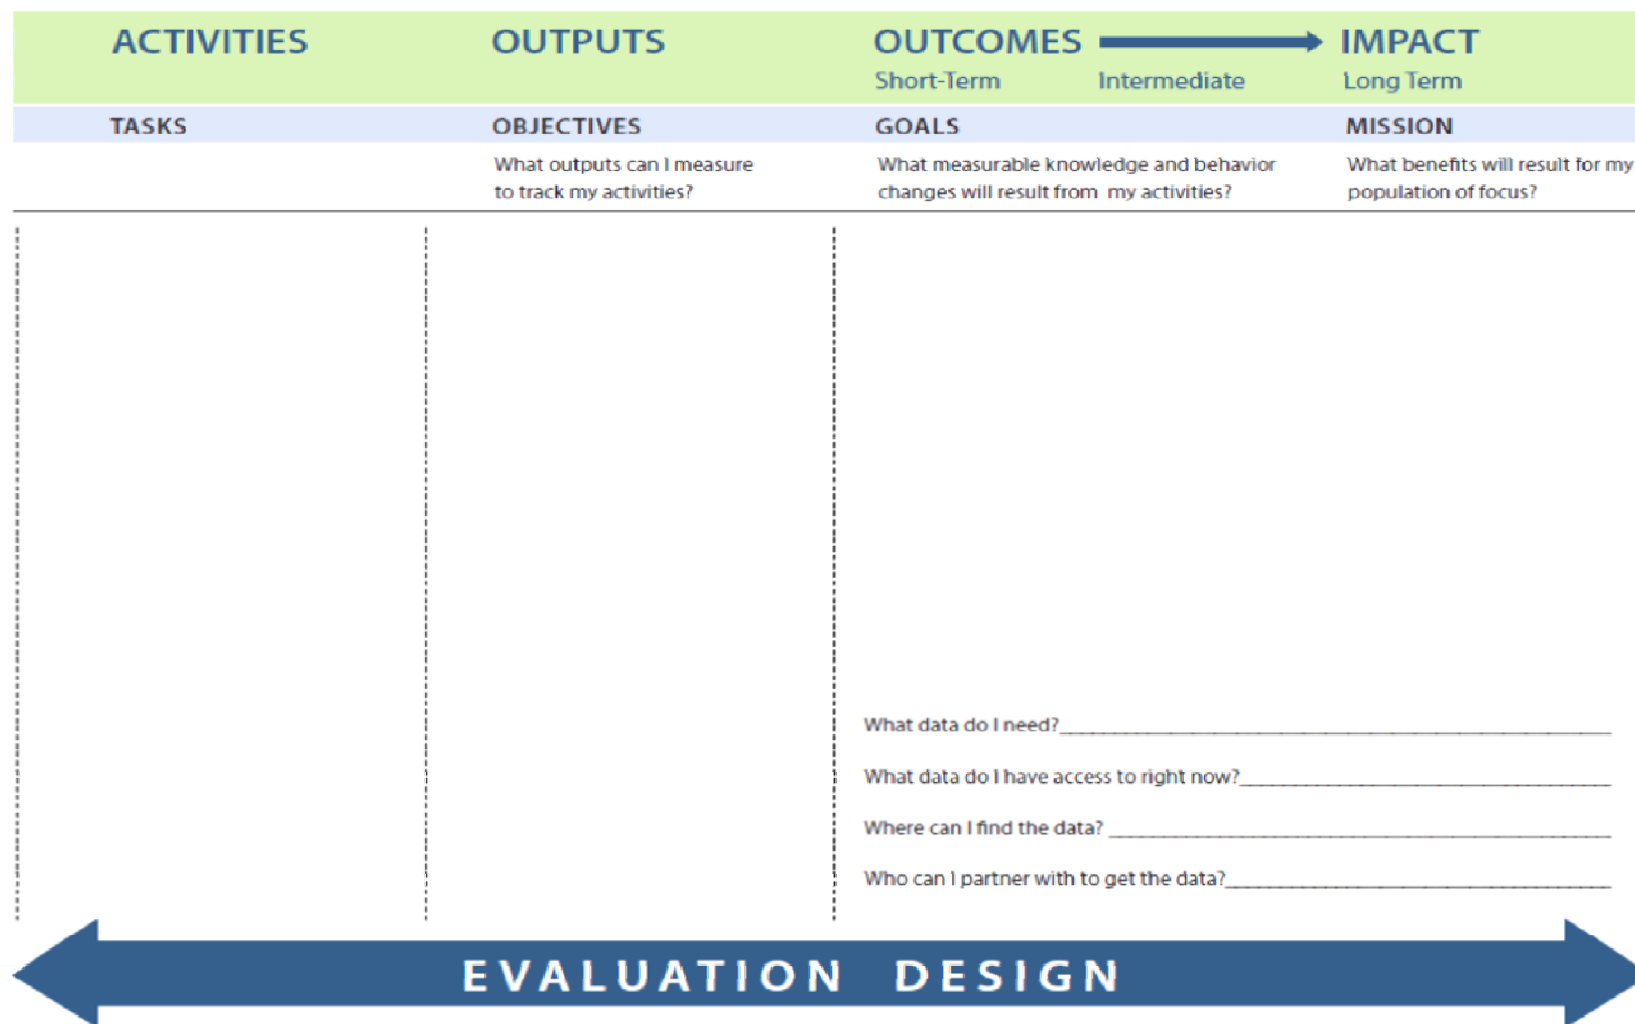 ACTIVITIES OUTPUTS OUTCOMES IMPACT
Short-Term Intermediate Long Term
TASKS OBJECTIVES GOALS MISSION
What outputs can I measure
to track my activities?
What measurable knowledge and behavior
changes will result from my activities?
What benefits will result for my
population of focus?
What data do I need?
What data do I have access to right now?
Where can I find the data?
Who can I partner with to get the data?
EVALUATION DESIGN